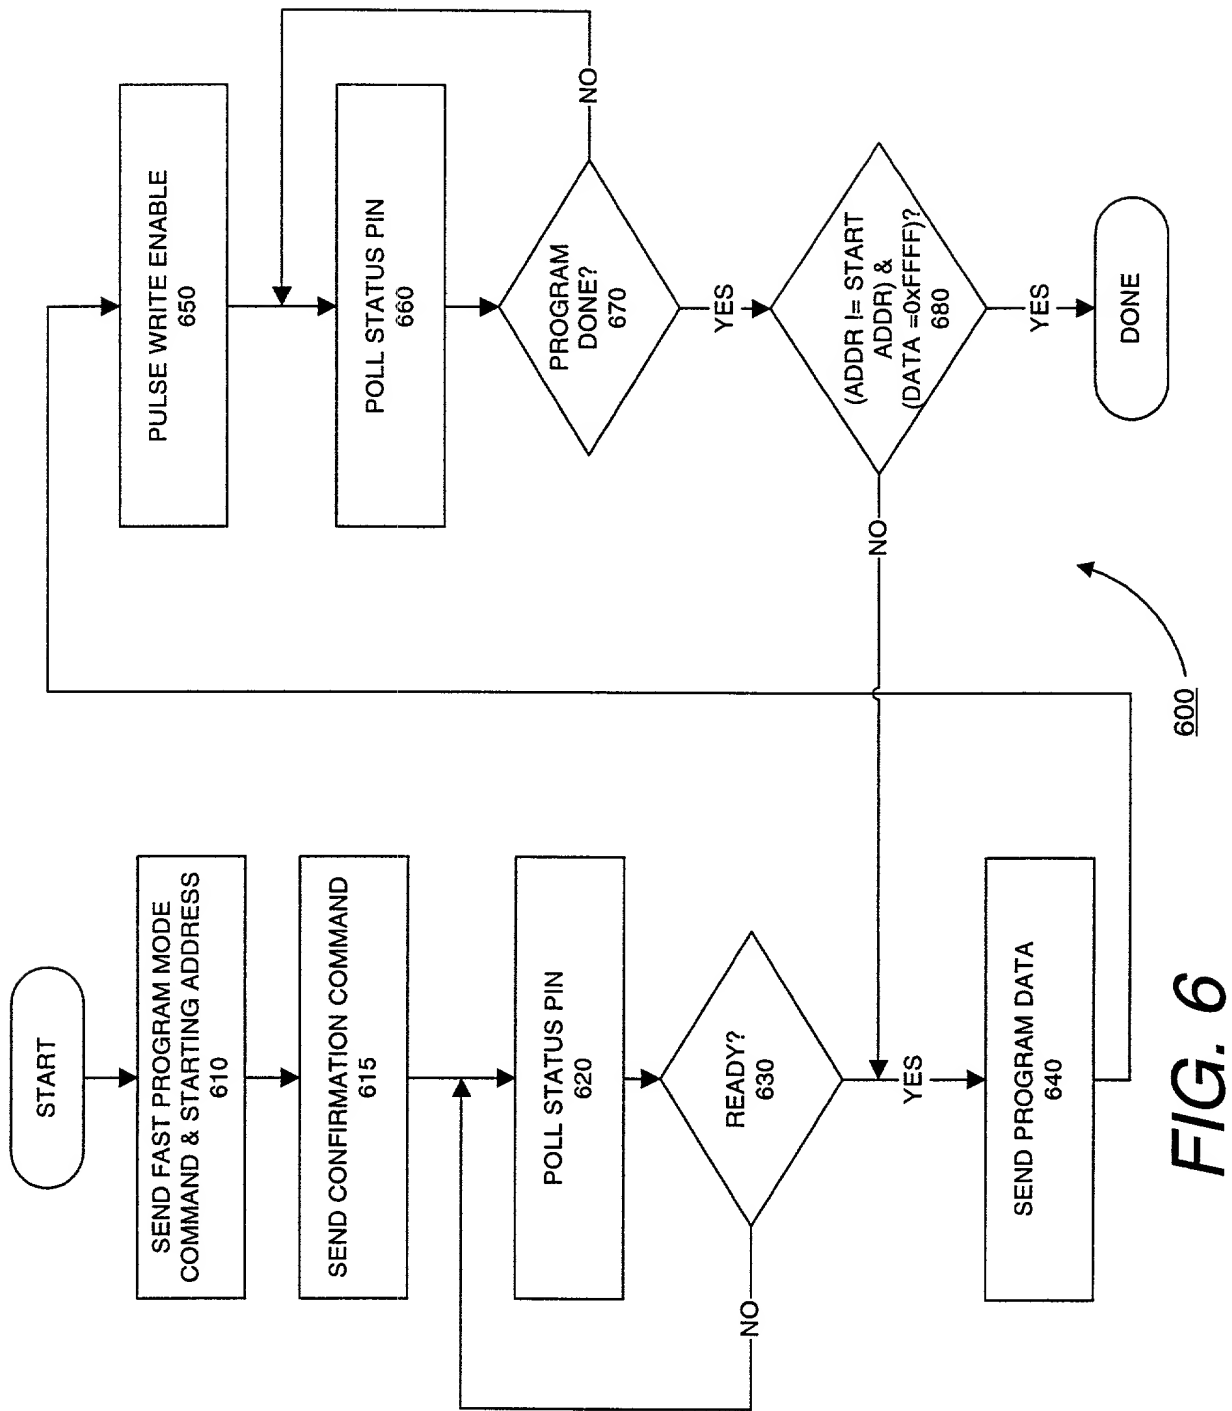 START
SEND FAST PROGRAM MODE
COMMAND & STARTING ADDRESS
610
SEND CONFIRMATION COMMAND
615
POLL STATUS PIN
620
READY?
630
NO
YES
SEND PROGRAM DATA
640
PULSE WRITE ENABLE
650
POLL STATUS PIN
660
PROGRAM
DONE?
670
NO
YES
(ADDR != START
ADDR) &
(DATA =0xFFFF)?
680
NO
YES
DONE
600
FIG. 6